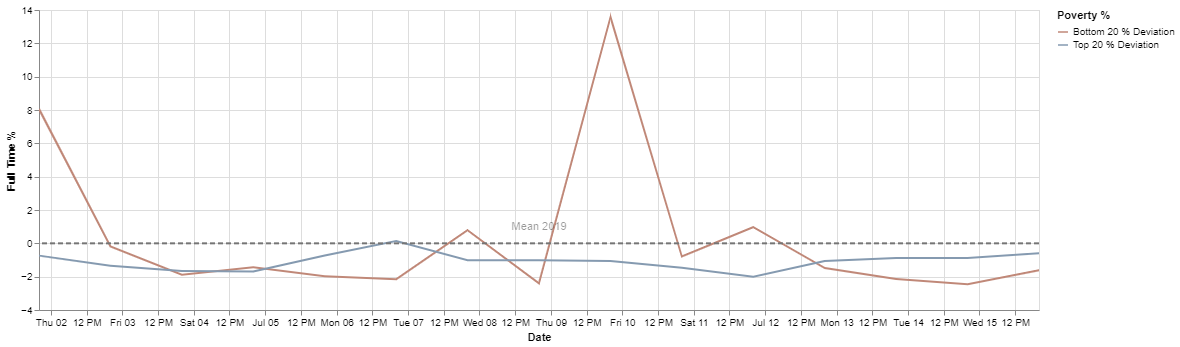 Poverty %
Bottom 20 % Deviation
Top 20 % Deviation
14
12
10
8
6
4
2
0
−2
−4
Full Time %
Mean 2019
Thu 02 12 PM Fri 03 12 PM Sat 04 12 PM Jul 05 12 PM Mon 06 12 PM Tue 07 12 PM Wed 08 12 PM Thu 09 12 PM Fri 10 12 PM Sat 11 12 PM Jul 12 12 PM Mon 13 12 PM Tue 14 12 PM Wed 15 12 PM
Date